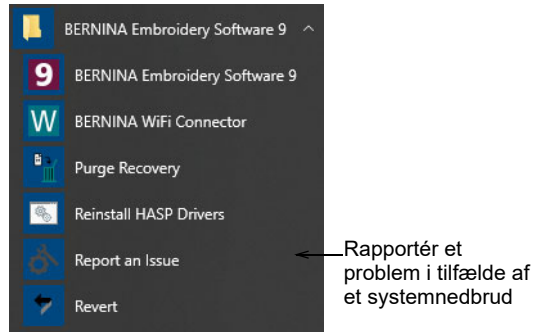 BERNINA Embroidery Software 9
9 BERNINA Embroidery Software 9
W BERNINA WiFi Connector
Purge Recovery
Reinstall HASP Drivers
Report an Issue
Revert
Rapportér et
problem i tilfælde af
et systemnedbrud